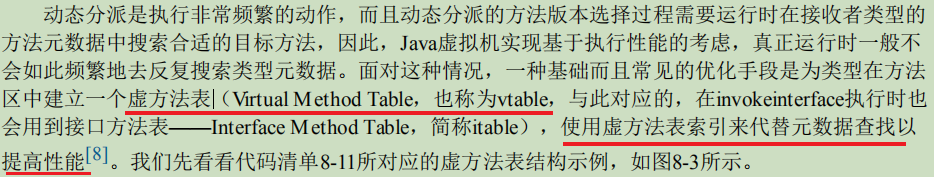 动态分派是执行非常频繁的动作，而且动态分派的方法版本选择过程需要运行时在接收者类型的
方法元数据中搜索合适的目标方法，因此，Java虚拟机实现基于执行性能的考虑，真正运行时一般不
会如此频繁地去反复搜索类型元数据。面对这种情况，一种基础而且常见的优化手段是为类型在方法
区中建立一个虚方法表（Virtual Method Table，也称为vtable，与此对应的，在invokeinterface执行时也
会用到接口方法表——Interface Method Table，简称itable），使用虚方法表索引来代替元数据查找以
提高性能[8]。我们先看看代码清单8-11所对应的虚方法表结构示例，如图8-3所示。